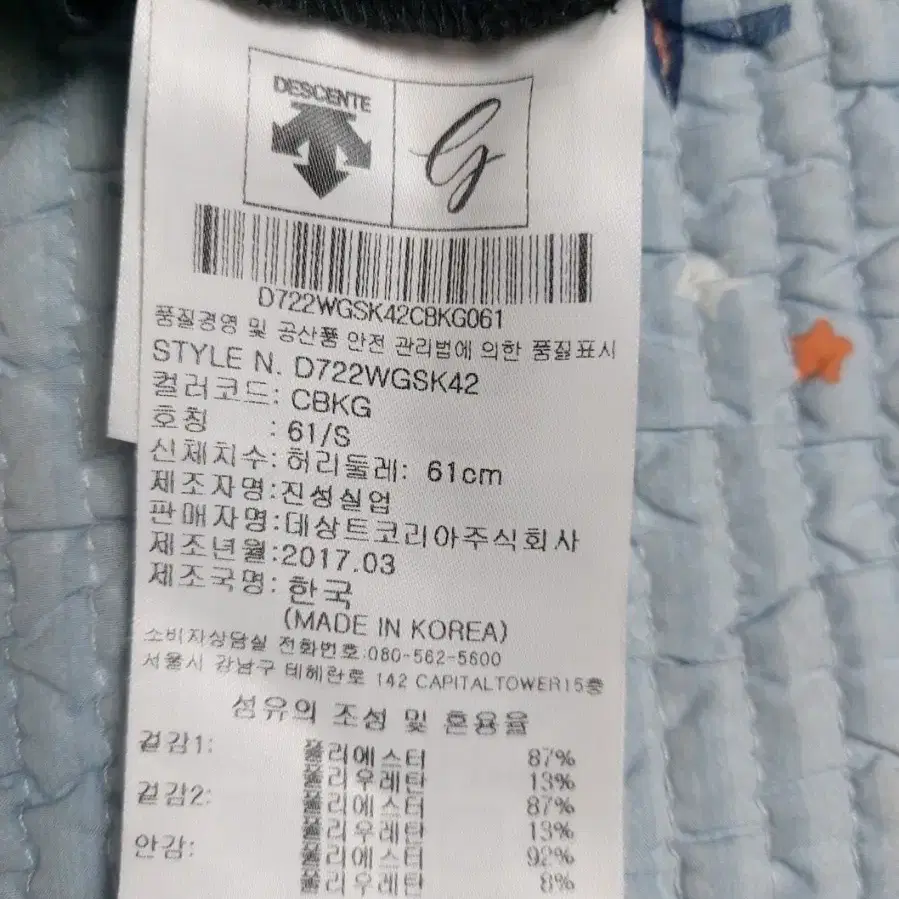 DESCENTE
G
D722WGSK42CBKG061
품질경영 및 공산품 안전 관리법에 의한 품질표시
STYLE N. D722WGSK42
컬러코드: CBKG
호칭 : 61/S
신체치수: 허리둘레: 61cm
제조자명:진성실업
판매자명:데상트코리아주식회사
제조년월:2017.03
제조국명: 한국
(MADE IN KOREA)
소비자상담실 전화번호:080-562-5600
서울시 강남구 테헤란로 142 CAPITALTOWER15층
섬유의 조성 및 혼용율
겉감1: 폴리에스터 87%
폴리우레탄 13%
겉감2: 폴리에스터 87%
폴리우레탄 13%
안감: 폴리에스터 92%
폴리우레탄 8%